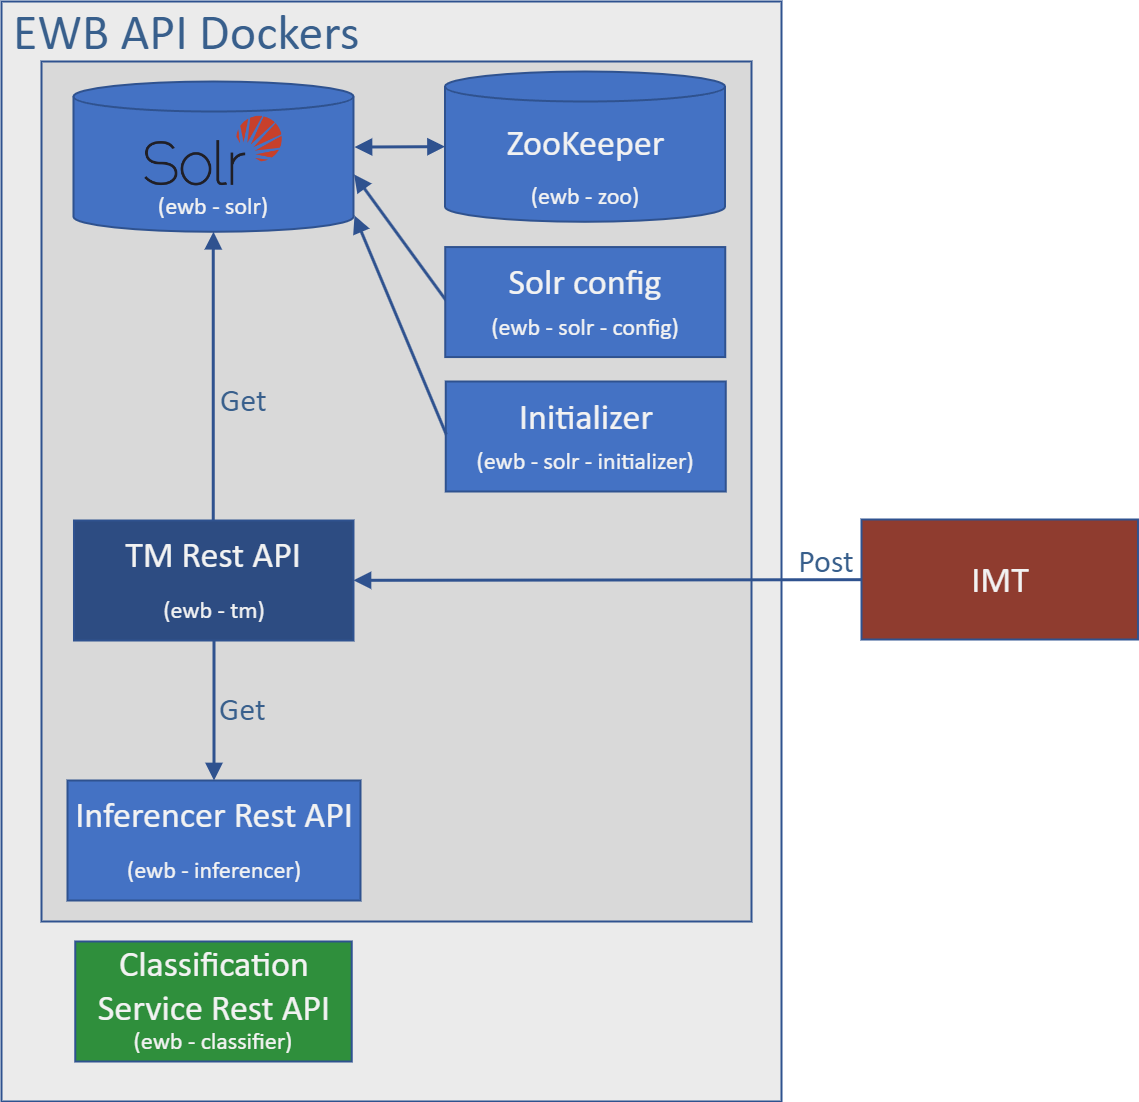 EWB API Dockers
Solr
(ewb - solr)
ZooKeeper
(ewb - zoo)
Solr config
(ewb - solr - config)
Initializer
(ewb - solr - initializer)
Get
TM Rest API
(ewb - tm)
Post
IMT
Get
Inferencer Rest API
(ewb - inferencer)
Classification
Service Rest API
(ewb - classifier)